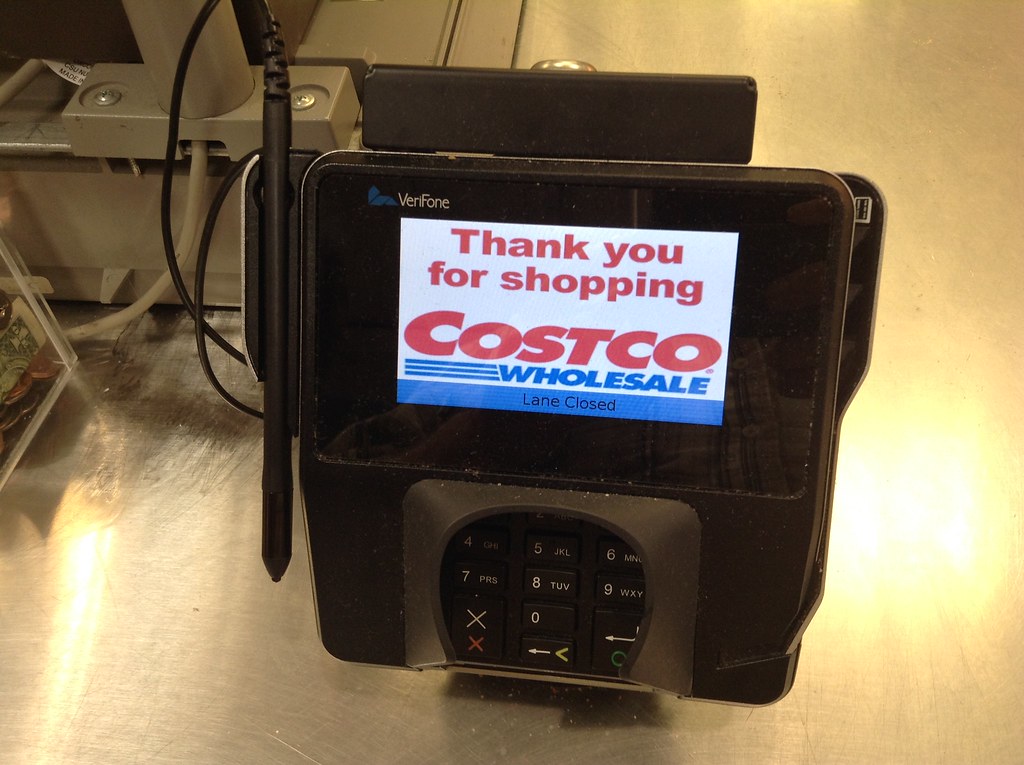 VeriFone
Thank you
for shopping
COSTCO
WHOLESALE
Lane Closed
4 GHI 5 JKL 6 MN
7 PRS 8 TUV 9 WXY
0